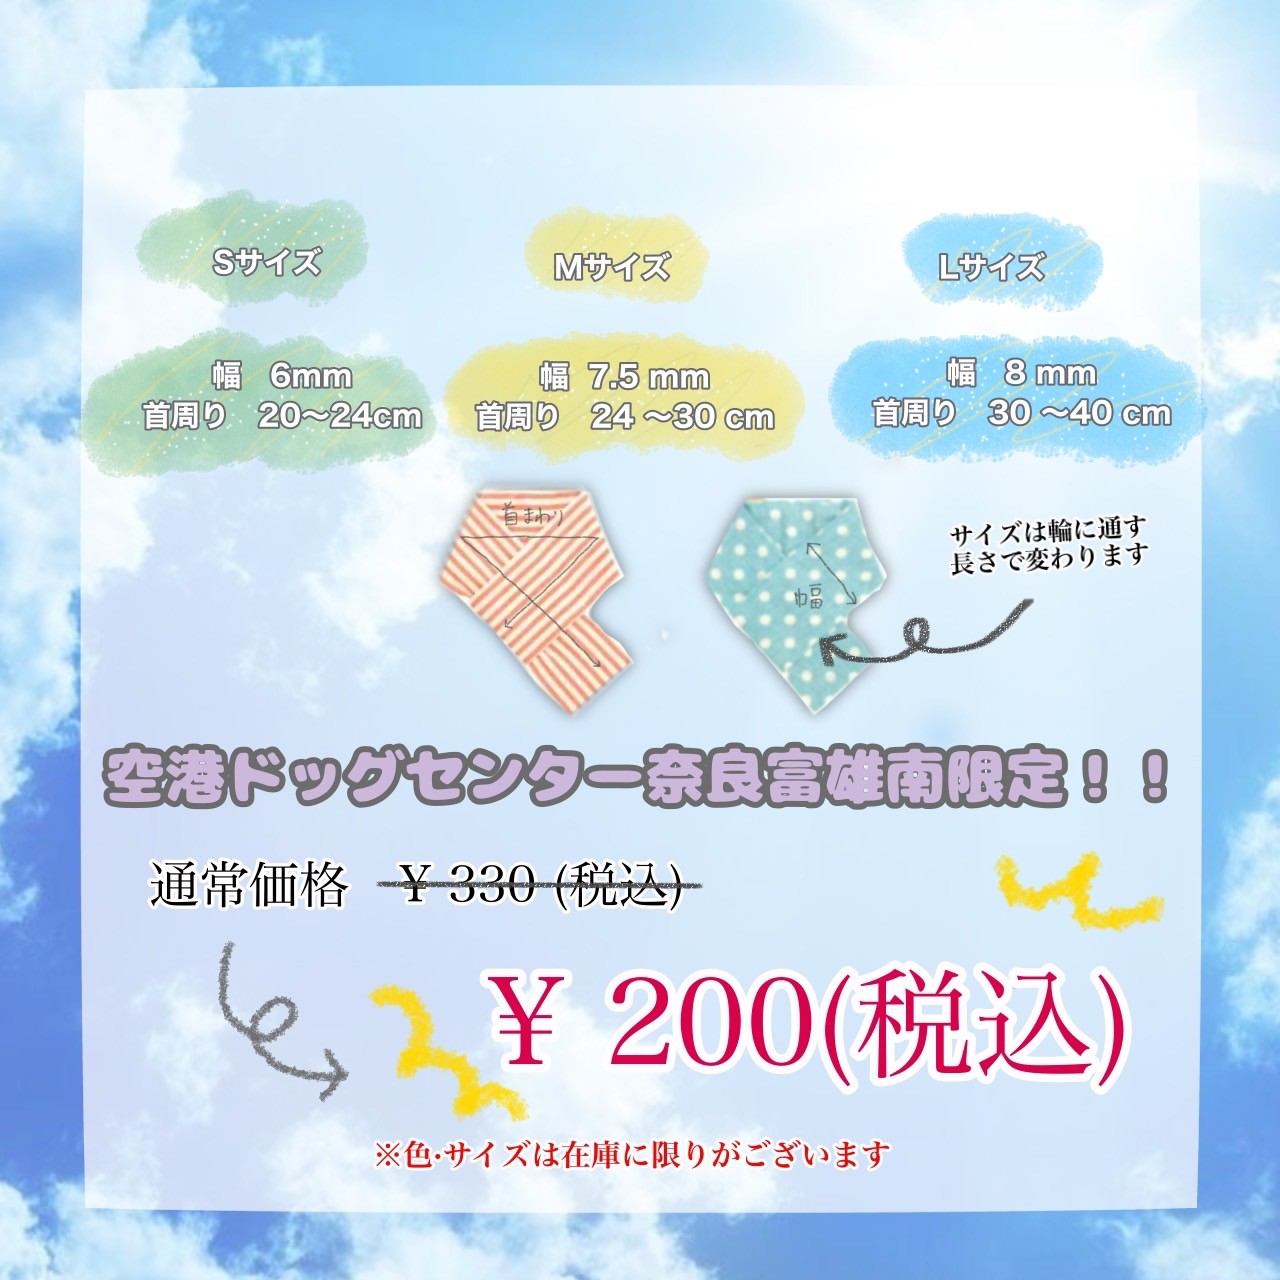 Sサイズ
Mサイズ
Lサイズ
幅 6mm
首周り 20〜24cm
幅 7.5 mm
首周り 24 〜30 cm
幅 8 mm
首周り 30 〜40 cm
首まわり
幅
サイズは輪に通す
長さで変わります
空港ドッグセンター奈良富雄南限定！！
通常価格 ¥ 330 (税込)
¥ 200(税込)
※色·サイズは在庫に限りがございます